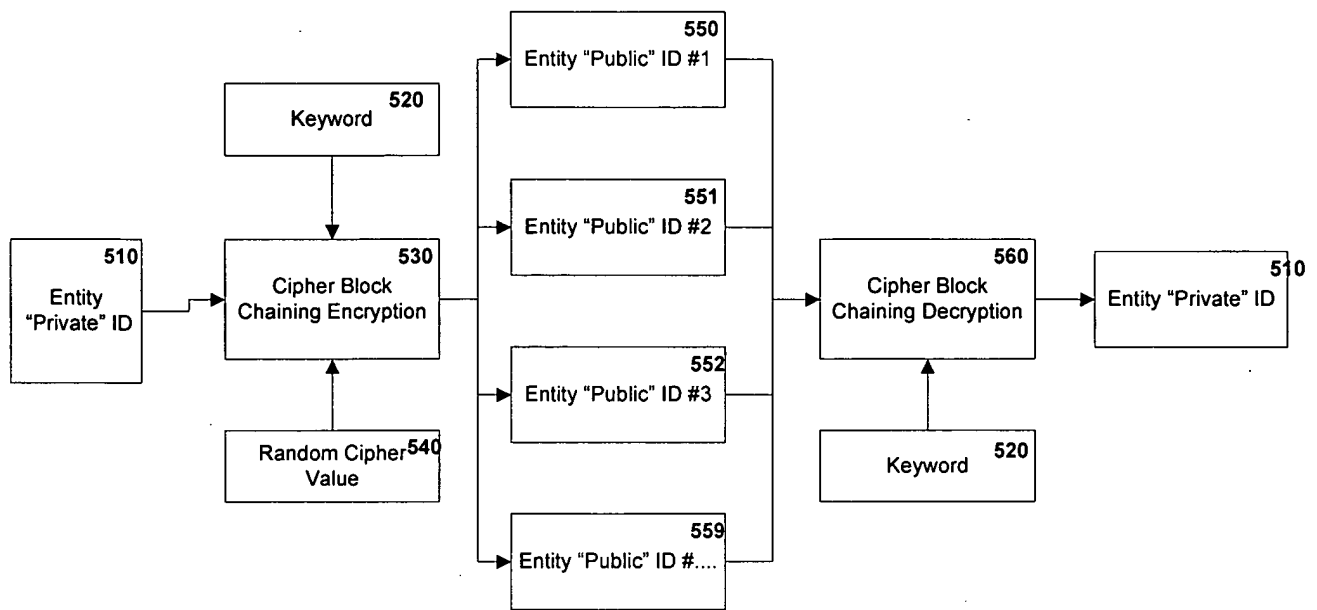 550
Entity “Public” ID #1
520
Keyword
551
Entity “Public” ID #2
510
Entity
“Private” ID
530
Cipher Block
Chaining Encryption
560
Cipher Block
Chaining Decryption
510
Entity “Private” ID
552
Entity “Public” ID #3
540
Random Cipher
Value
520
Keyword
559
Entity “Public” ID #....